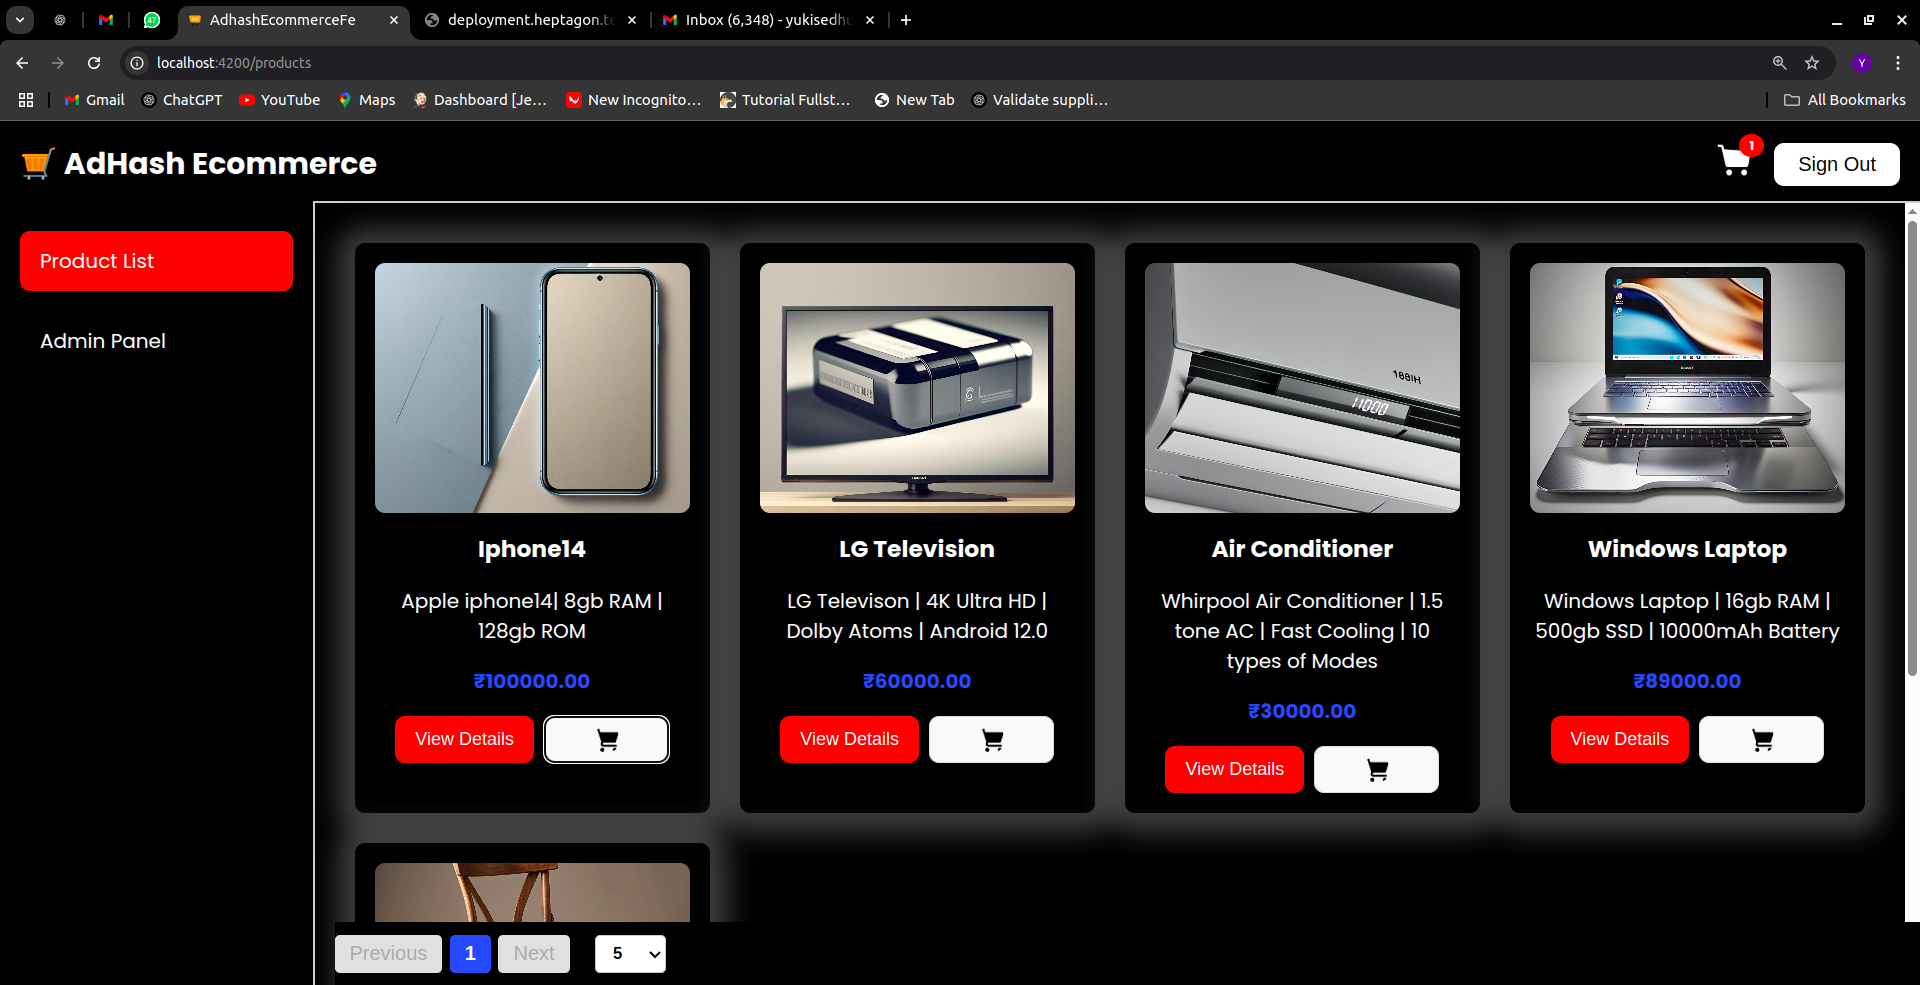 AdhashEcommerceFe
deployment.heptagon.te
Inbox (6,348) - yukisedhu
localhost:4200/products
Y
Gmail
ChatGPT
YouTube
Maps
Dashboard [Je...
New Incognito...
Tutorial Fullst...
New Tab
Validate suppli...
All Bookmarks
AdHash Ecommerce
1
Sign Out
Product List
Admin Panel
11000
Iphone14
LG Television
Air Conditioner
Windows Laptop
Apple iphone14| 8gb RAM |
128gb ROM
LG Televison | 4K Ultra HD |
Dolby Atoms | Android 12.0
Whirpool Air Conditioner | 1.5
tone AC | Fast Cooling | 10
types of Modes
Windows Laptop | 16gb RAM |
500gb SSD | 10000mAh Battery
₹100000.00
₹60000.00
₹30000.00
₹89000.00
View Details
View Details
View Details
View Details
Previous
1
Next
5